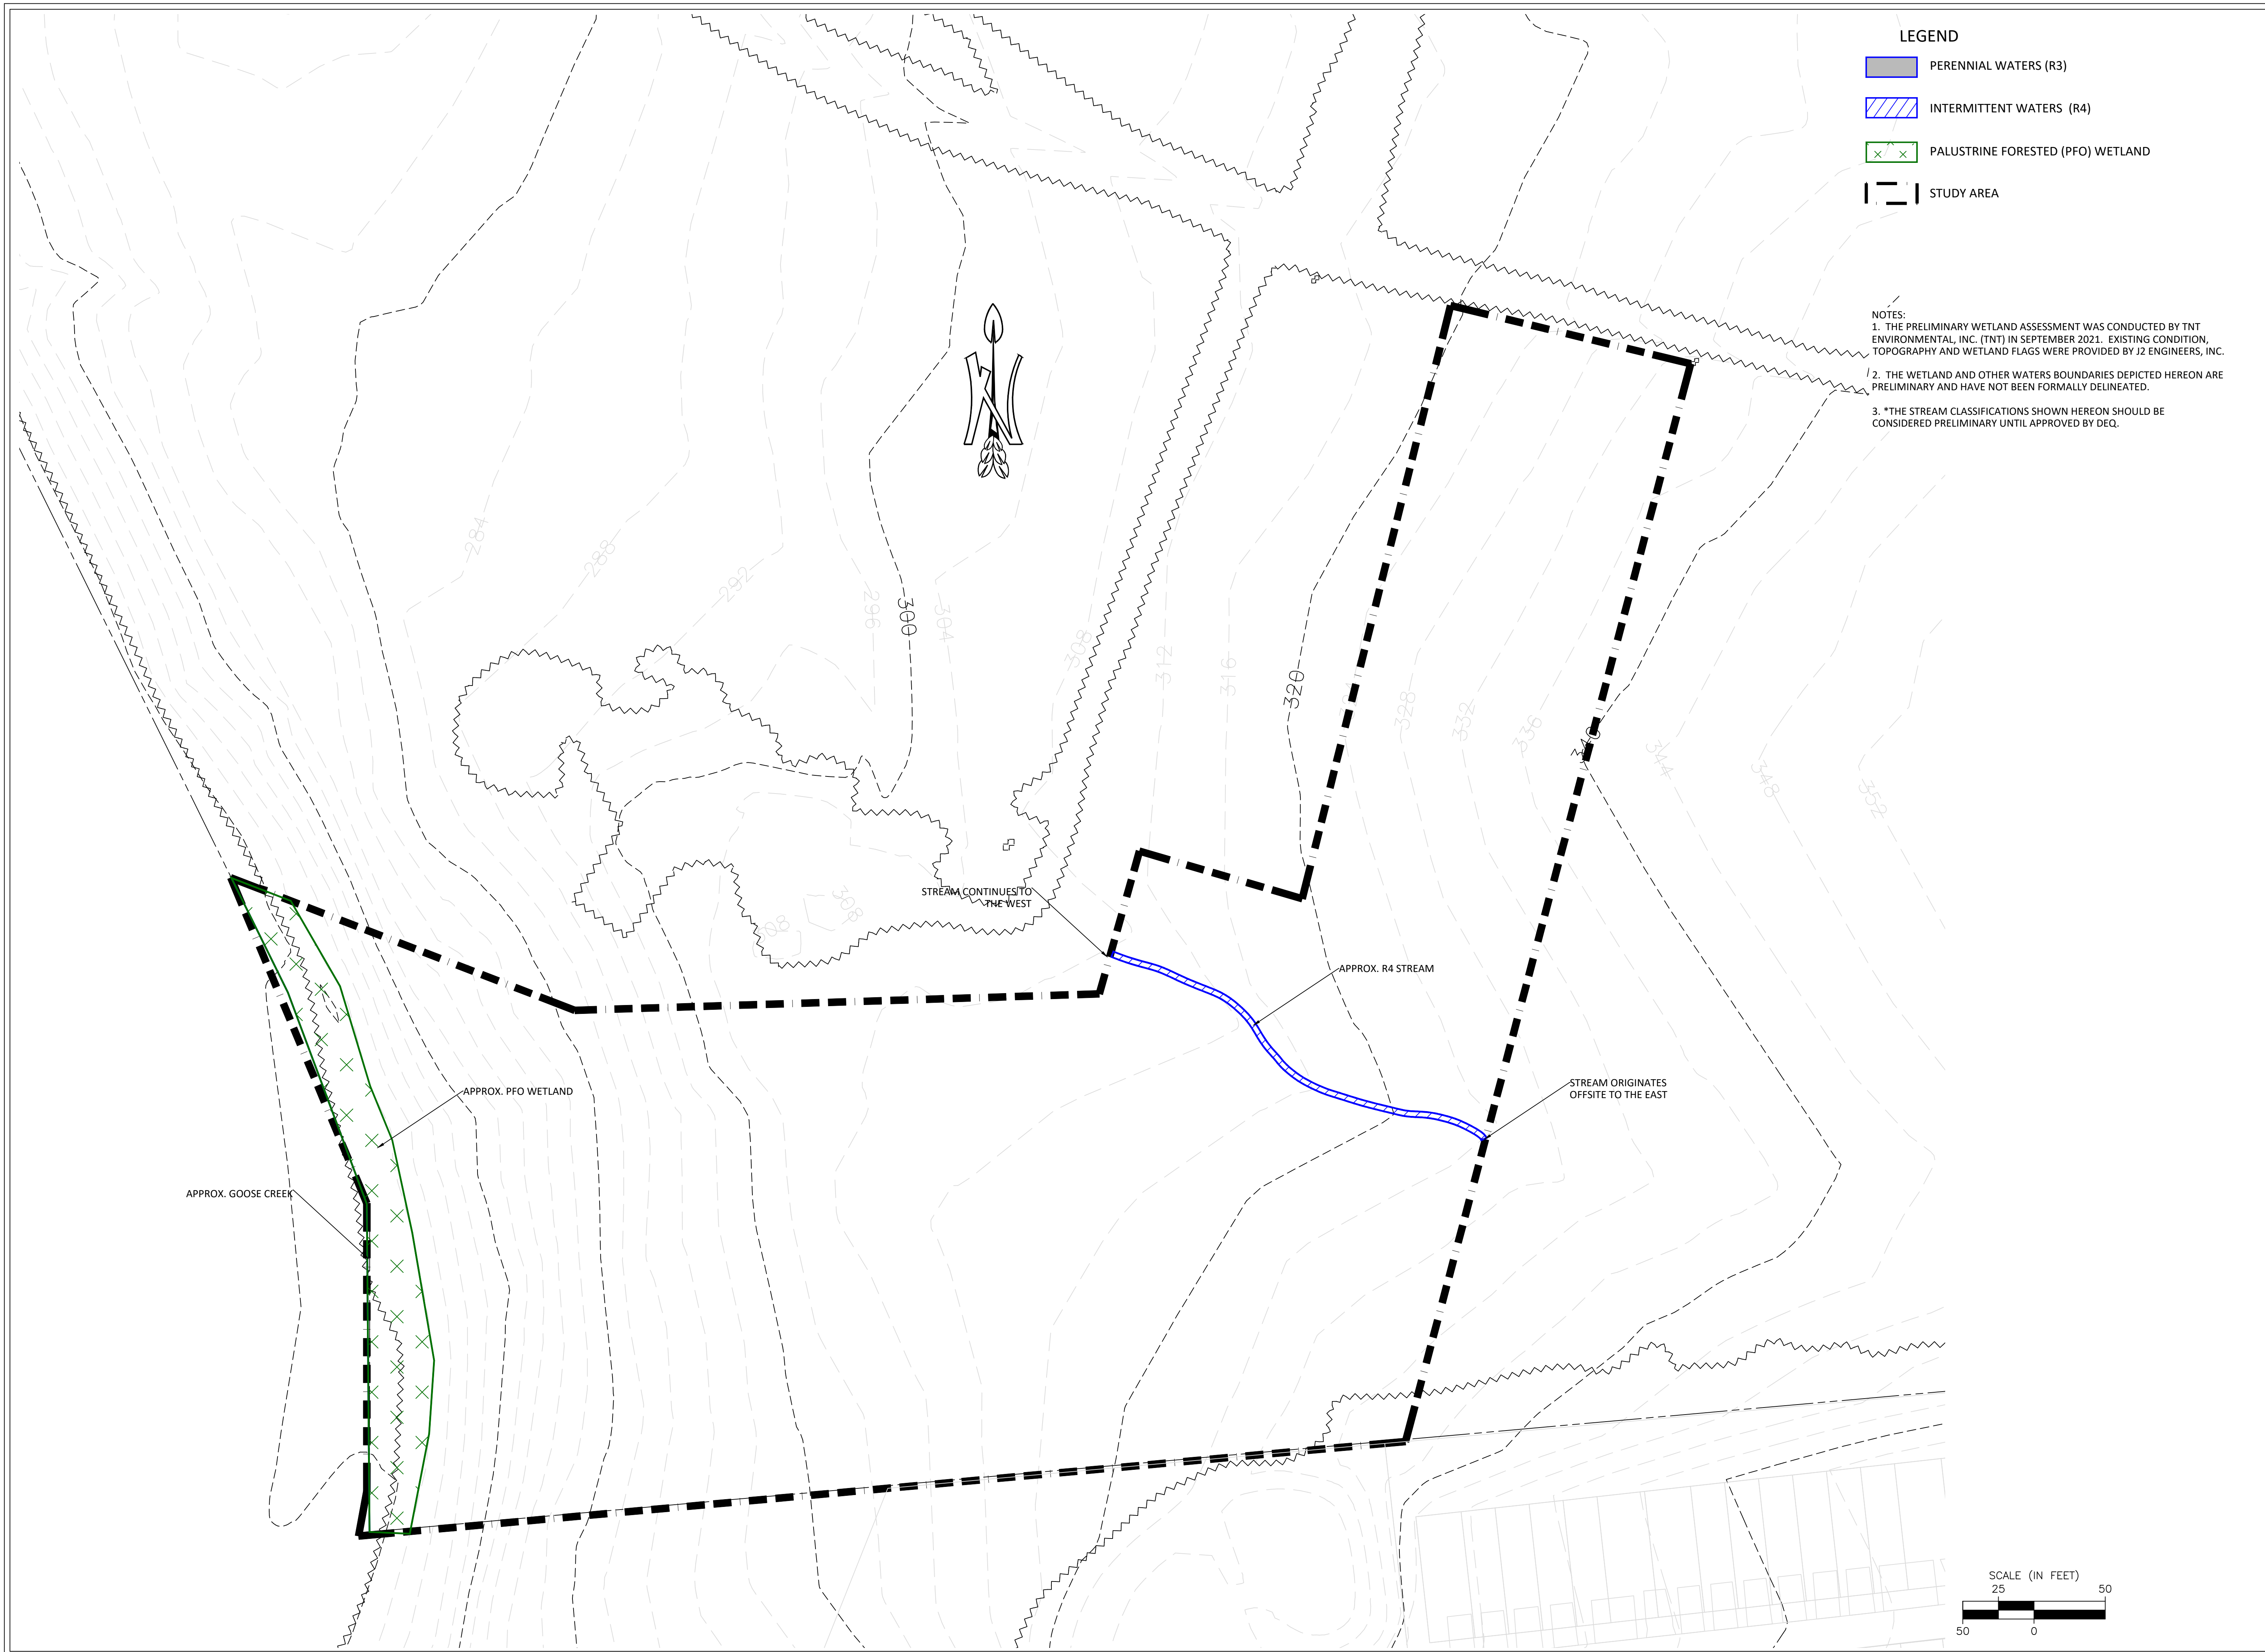 LEGEND
PERENNIAL WATERS (R3)
INTERMITTENT WATERS (R4)
PALUSTRINE FORESTED (PFO) WETLAND
STUDY AREA
NOTES:
1. THE PRELIMINARY WETLAND ASSESSMENT WAS CONDUCTED BY TNT
ENVIRONMENTAL, INC. (TNT) IN SEPTEMBER 2021. EXISTING CONDITION,
TOPOGRAPHY AND WETLAND FLAGS WERE PROVIDED BY J2 ENGINEERS, INC.
2. THE WETLAND AND OTHER WATERS BOUNDARIES DEPICTED HEREON ARE
PRELIMINARY AND HAVE NOT BEEN FORMALLY DELINEATED.
3. *THE STREAM CLASSIFICATIONS SHOWN HEREON SHOULD BE
CONSIDERED PRELIMINARY UNTIL APPROVED BY DEQ.
N
284
288
292
296
300
304
308
312
316
320
328
332
336
340
344
348
352
308
308
STREAM CONTINUES TO
THE WEST
APPROX. R4 STREAM
STREAM ORIGINATES
OFFSITE TO THE EAST
APPROX. PFO WETLAND
APPROX. GOOSE CREEK
SCALE (IN FEET)
25 50
50 0